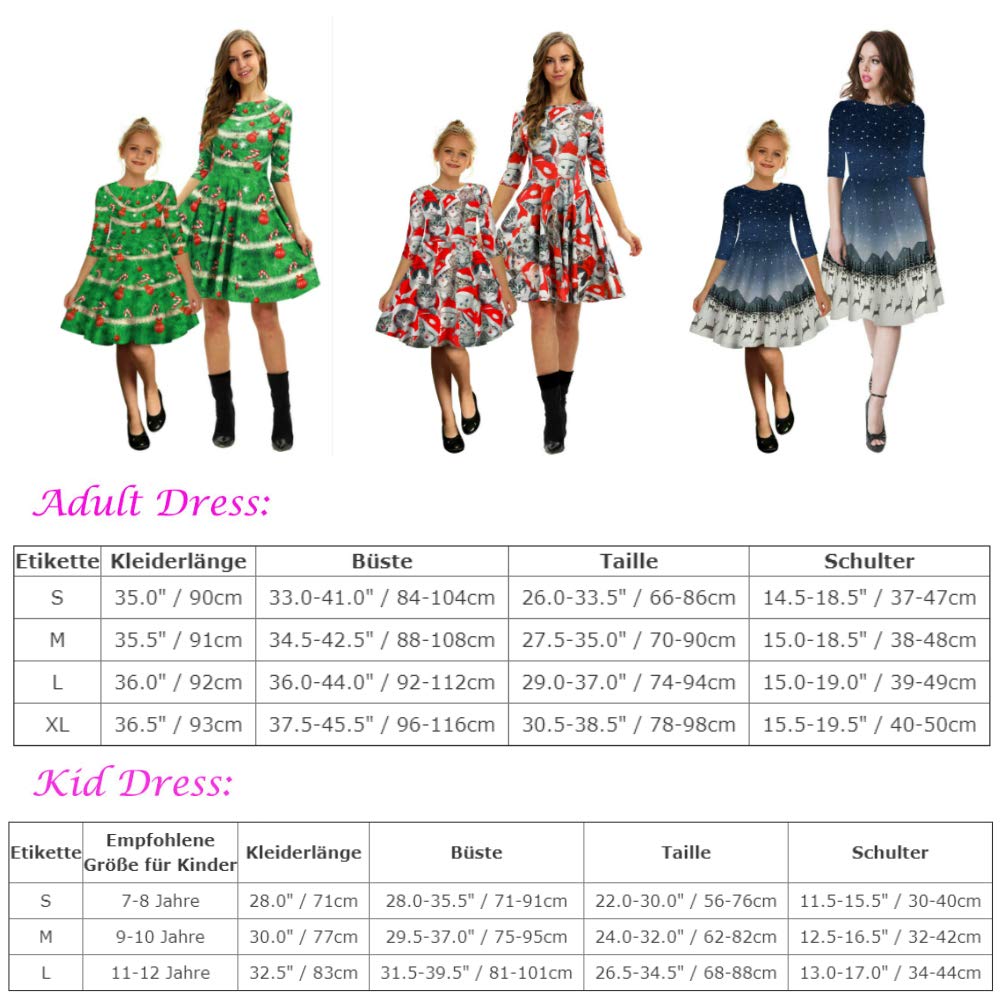 Adult Dress:
Etikette Kleiderlänge Büste Taille Schulter
S 35.0" / 90cm 33.0-41.0" / 84-104cm 26.0-33.5" / 66-86cm 14.5-18.5" / 37-47cm
M 35.5" / 91cm 34.5-42.5" / 88-108cm 27.5-35.0" / 70-90cm 15.0-18.5" / 38-48cm
L 36.0" / 92cm 36.0-44.0" / 92-112cm 29.0-37.0" / 74-94cm 15.0-19.0" / 39-49cm
XL 36.5" / 93cm 37.5-45.5" / 96-116cm 30.5-38.5" / 78-98cm 15.5-19.5" / 40-50cm
Kid Dress:
Etikette Empfohlene Größe für Kinder Kleiderlänge Büste Taille Schulter
S 7-8 Jahre 28.0" / 71cm 28.0-35.5" / 71-91cm 22.0-30.0" / 56-76cm 11.5-15.5" / 30-40cm
M 9-10 Jahre 30.0" / 77cm 29.5-37.0" / 75-95cm 24.0-32.0" / 62-82cm 12.5-16.5" / 32-42cm
L 11-12 Jahre 32.5" / 83cm 31.5-39.5" / 81-101cm 26.5-34.5" / 68-88cm 13.0-17.0" / 34-44cm